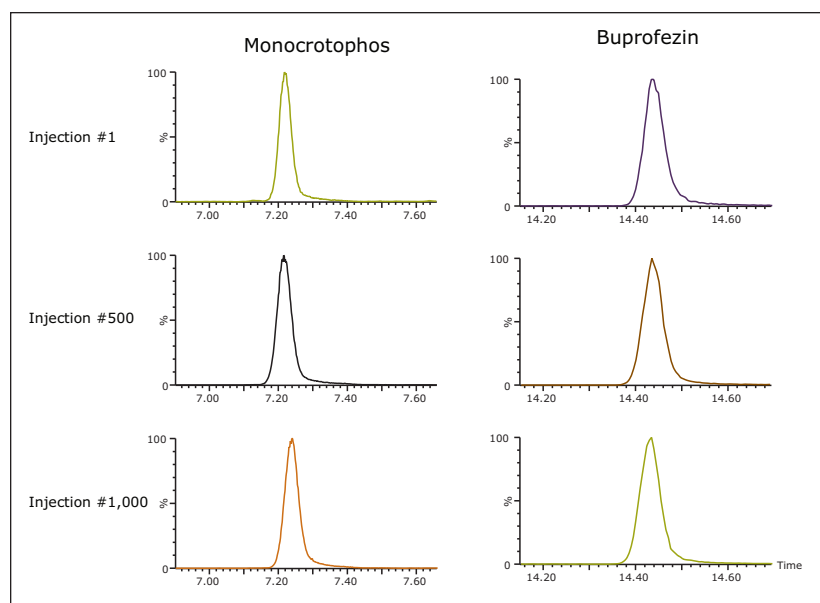 Monocrotophos Buprofezin
Injection #1
100
%
0
7.00 7.20 7.40 7.60
100
%
0
14.20 14.40 14.60
Injection #500
100
%
0
7.00 7.20 7.40 7.60
100
%
0
14.20 14.40 14.60
Injection #1,000
100
%
0
7.00 7.20 7.40 7.60
100
%
0
14.20 14.40 14.60 Time